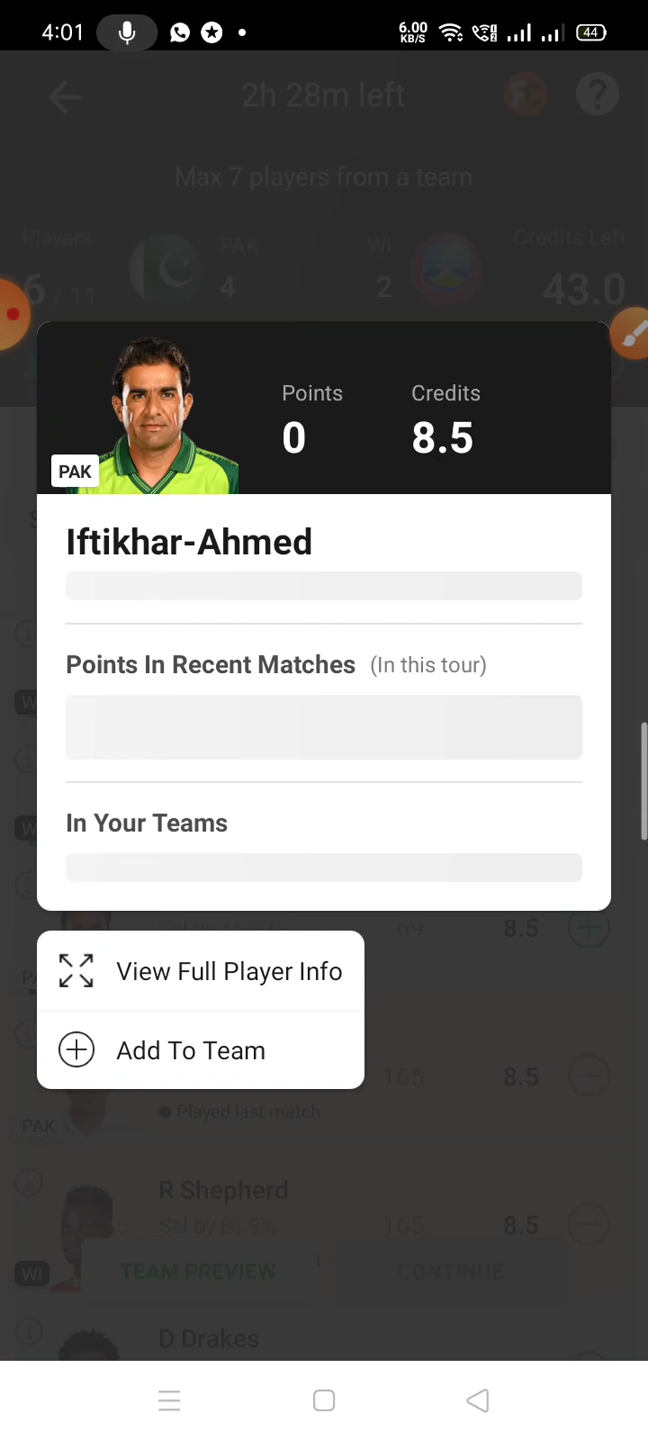 4:01
6.00
KB/S
44
2h 28m left
Max 7 players from a team
Players
PAK
WI
Credits Left
6 / 11
4
2
43.0
Points
Credits
0
8.5
PAK
Iftikhar-Ahmed
Points In Recent Matches (In this tour)
In Your Teams
69
8.5
View Full Player Info
Add To Team
165
8.5
Played last match
PAK
R Shepherd
Sel by 81.9%
165
8.5
WI
TEAM PREVIEW
CONTINUE
D Drakes